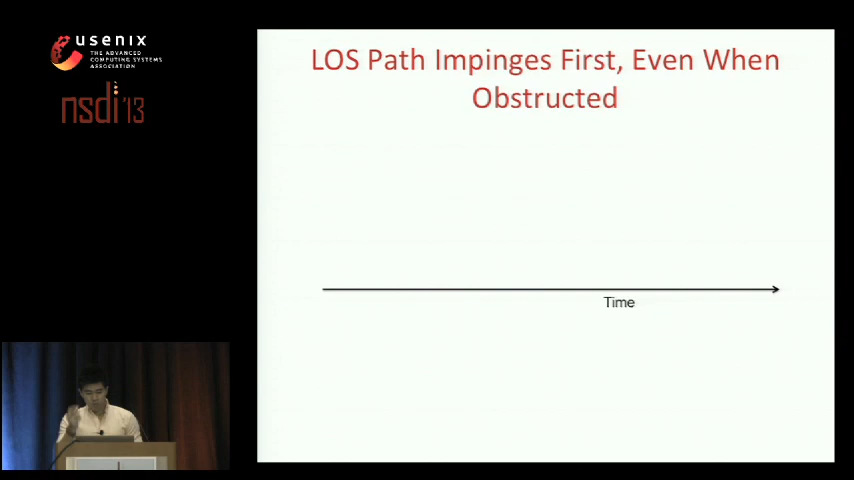 usenix
THE ADVANCED
COMPUTING SYSTEMS
ASSOCIATION
nsdi '13
LOS Path Impinges First, Even When
Obstructed
Time